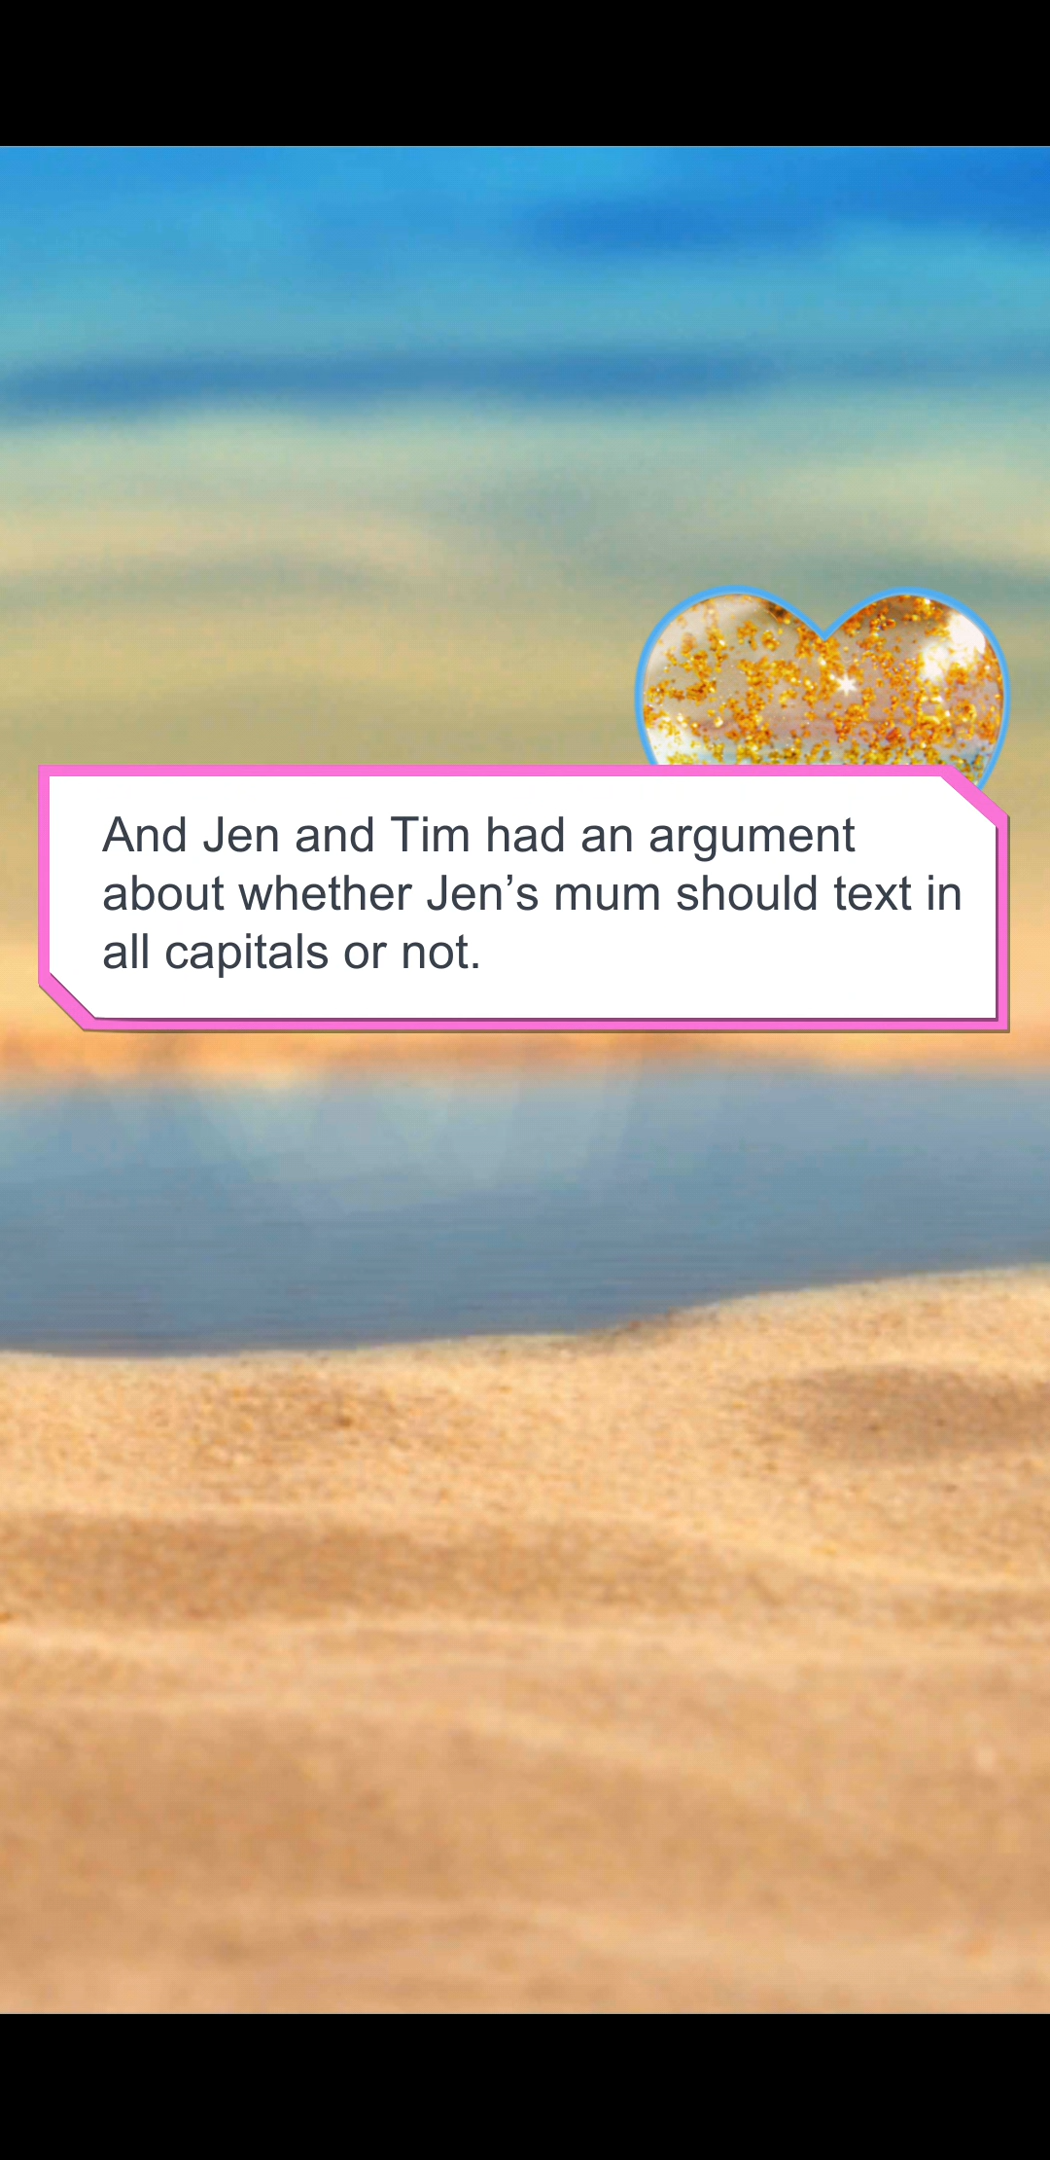 And Jen and Tim had an argument
about whether Jen’s mum should text in
all capitals or not.